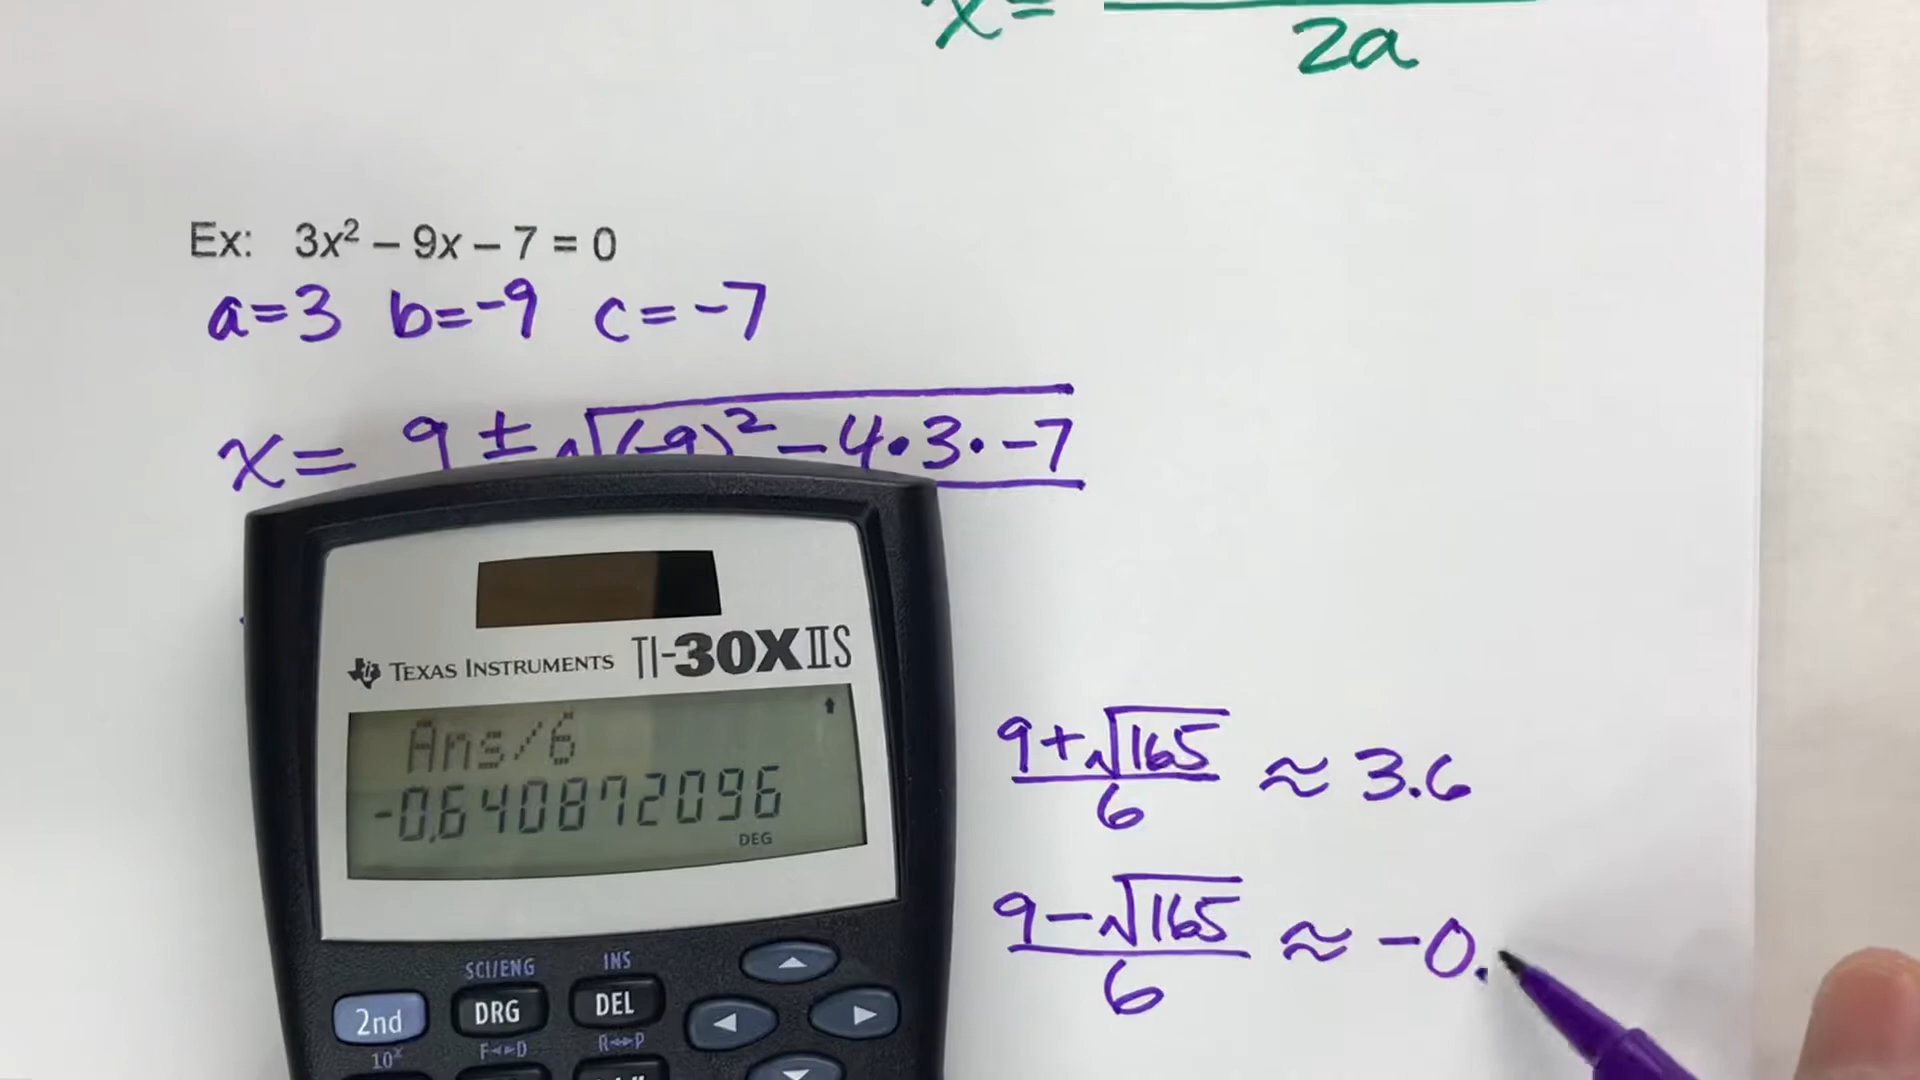 x =
2a
Ex: 3x² – 9x – 7 = 0
a=3 b=-9 c=-7
x= 9 ± √(-9)² - 4•3•-7
TEXAS INSTRUMENTS TI-30X IIS
Ans/6
-0.640872096
DEG
9+√165
6
≈ 3.6
9-√165
6
≈ -0.
SCI/ENG INS
2nd DRG DEL
10ˣ F◄►D R◄►P